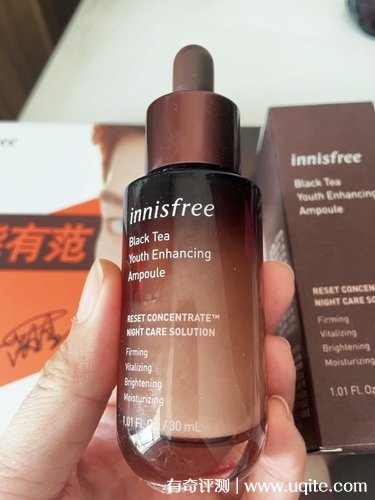 innisfree
Black Tea
Youth Enhancing
Ampoule
RESET CONCENTRATE™
NIGHT CARE SOLUTION
Firming
Vitalizing
Brightening
Moisturizing
1.01 FL.Oz. / 30 mL
innisfree
Black Tea
Youth Enhancing
Ampoule
RESET CONCEN
NIGHT CARE S
Firming
Vitalizing
Brightening
Moisturizing
1.01 FL.Oz
ree
有范
有奇评测 | www.uqite.com